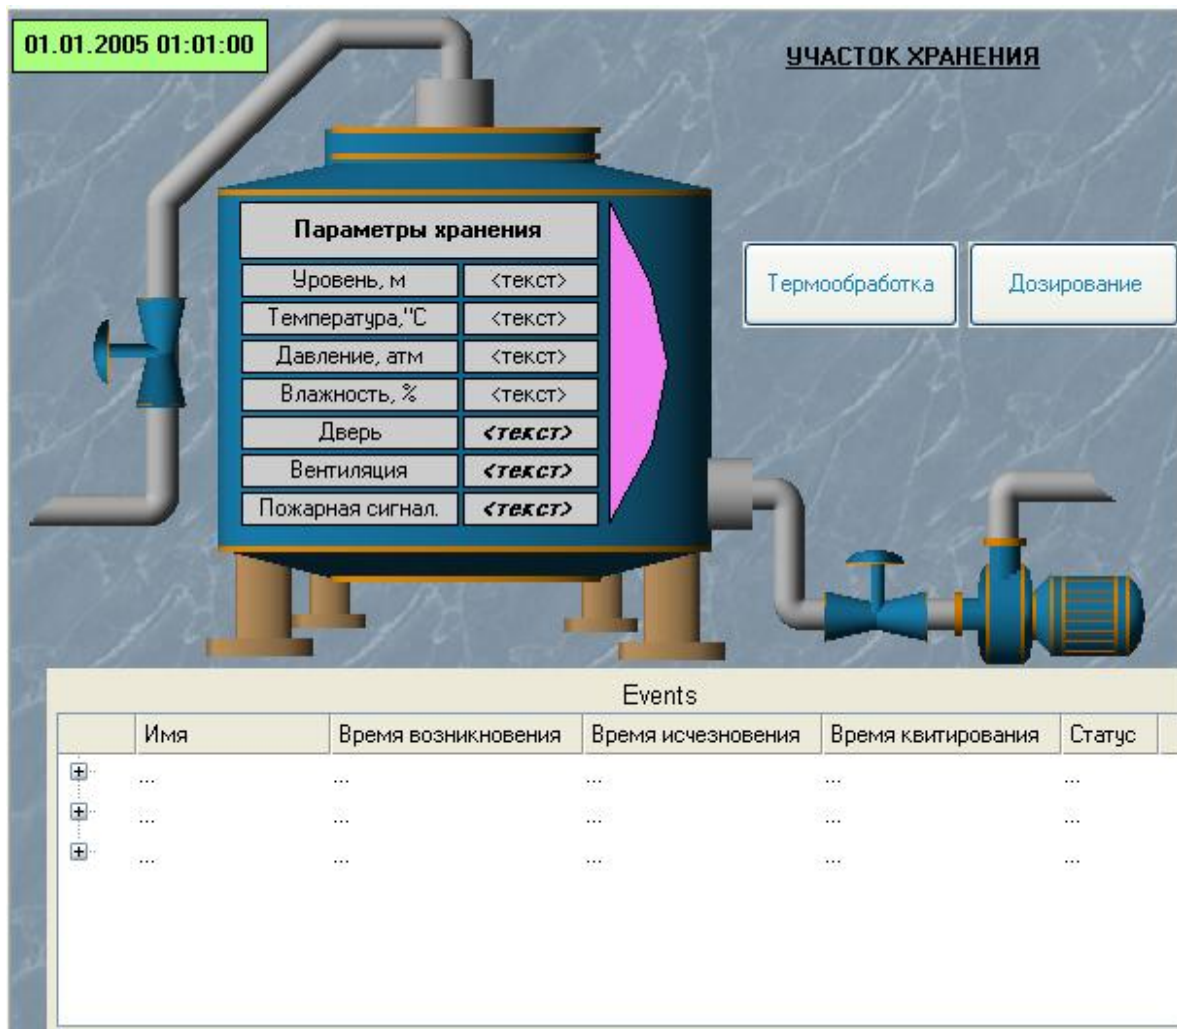 01.01.2005 01:01:00
УЧАСТОК ХРАНЕНИЯ
Параметры хранения
Уровень, м <текст>
Температура,"С <текст>
Давление, атм <текст>
Влажность, % <текст>
Дверь <текст>
Вентиляция <текст>
Пожарная сигнал. <текст>
Термообработка Дозирование
Events
Имя Время возникновения Время исчезновения Время квитирования Статус
... ... ... ... ...
... ... ... ... ...
... ... ... ... ...